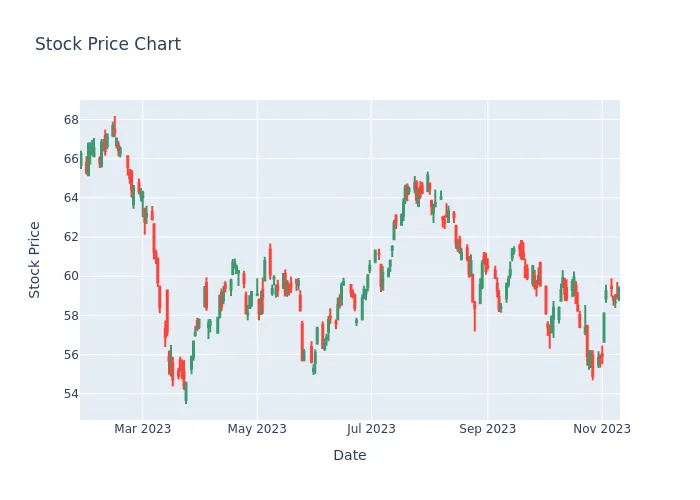 Stock Price Chart
68
66
64
62
60
58
56
54
Stock Price
Mar 2023
May 2023
Jul 2023
Sep 2023
Nov 2023
Date